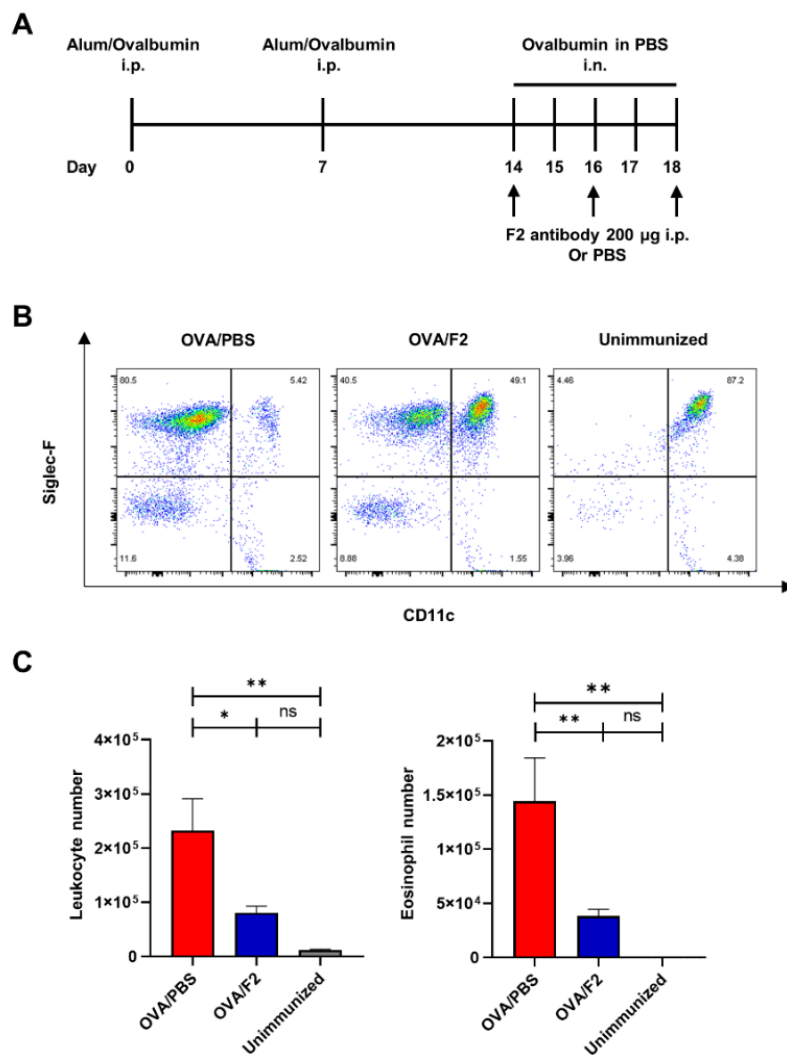 A
Alum/Ovalbumin
i.p.
Alum/Ovalbumin
i.p.
Ovalbumin in PBS
i.n.
Day 0 7 14 15 16 17 18
F2 antibody 200 µg i.p.
Or PBS
B
OVA/PBS OVA/F2 Unimmunized
80.5 5.42 40.5 49.1 4.46 87.2
Siglec-F
11.6 2.52 8.88 1.55 3.96 4.38
CD11c
C
**
* ns
4×10⁵
3×10⁵
2×10⁵
1×10⁵
0
Leukocyte number
OVA/PBS
OVA/F2
Unimmunized
**
** ns
2×10⁵
1.5×10⁵
1×10⁵
5×10⁴
0
Eosinophil number
OVA/PBS
OVA/F2
Unimmunized